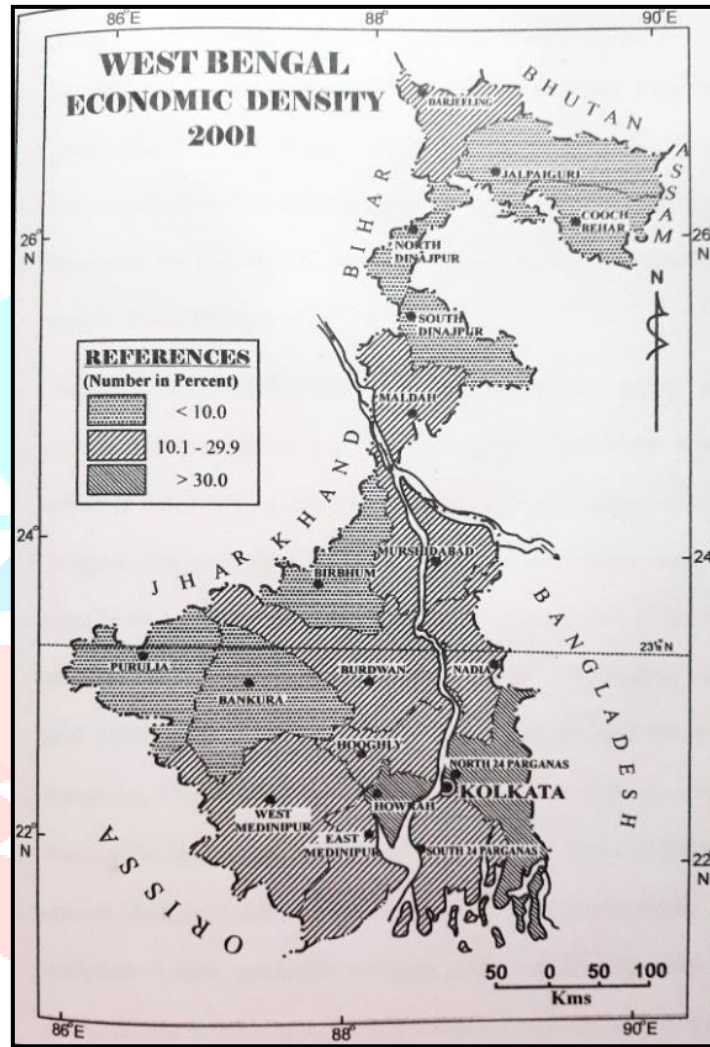 86°E
88°E
90°E
WEST BENGAL
ECONOMIC DENSITY
2001
BHUTAN
DARJEELING
ASSAM
JALPAIGURI
COOCH
BEHAR
BIHAR
26°
N
26°
N
NORTH
DINAJPUR
N
SOUTH
DINAJPUR
REFERENCES
(Number in Percent)
< 10.0
10.1 - 29.9
> 30.0
MALDAH
JHARKHAND
24°
N
24°
N
MURSHIDABAD
BIRBHUM
BANGLADESH
23½°N
PURULIA
BURDWAN
NADIA
BANKURA
HOOGHLY
NORTH 24 PARGANAS
KOLKATA
HOWRAH
WEST
MEDINIPUR
22°
N
22°
N
EAST
MEDINIPUR
SOUTH 24 PARGANAS
ORISSA
50 0 50 100
Kms
86°E
88°E
90°E